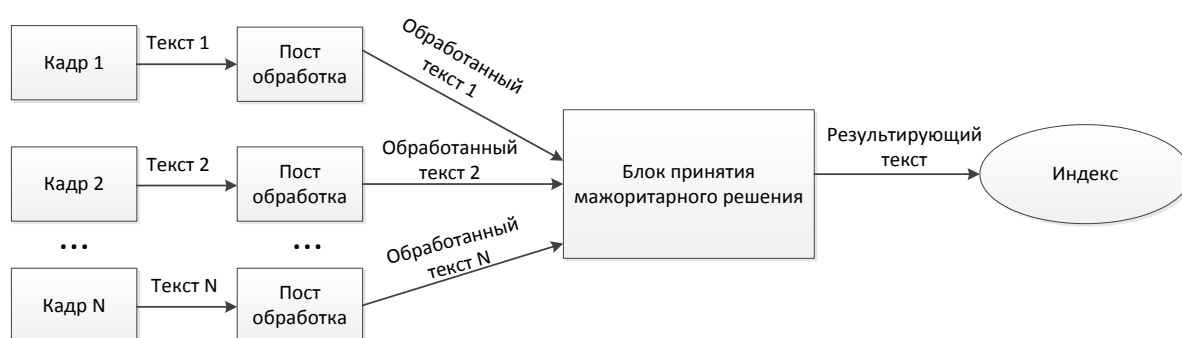 Кадр 1
Текст 1
Пост
обработка
Обработанный
текст 1
Кадр 2
Текст 2
Пост
обработка
Обработанный
текст 2
...
...
Кадр N
Текст N
Пост
обработка
Обработанный
текст N
Блок принятия
мажоритарного решения
Результирующий
текст
Индекс